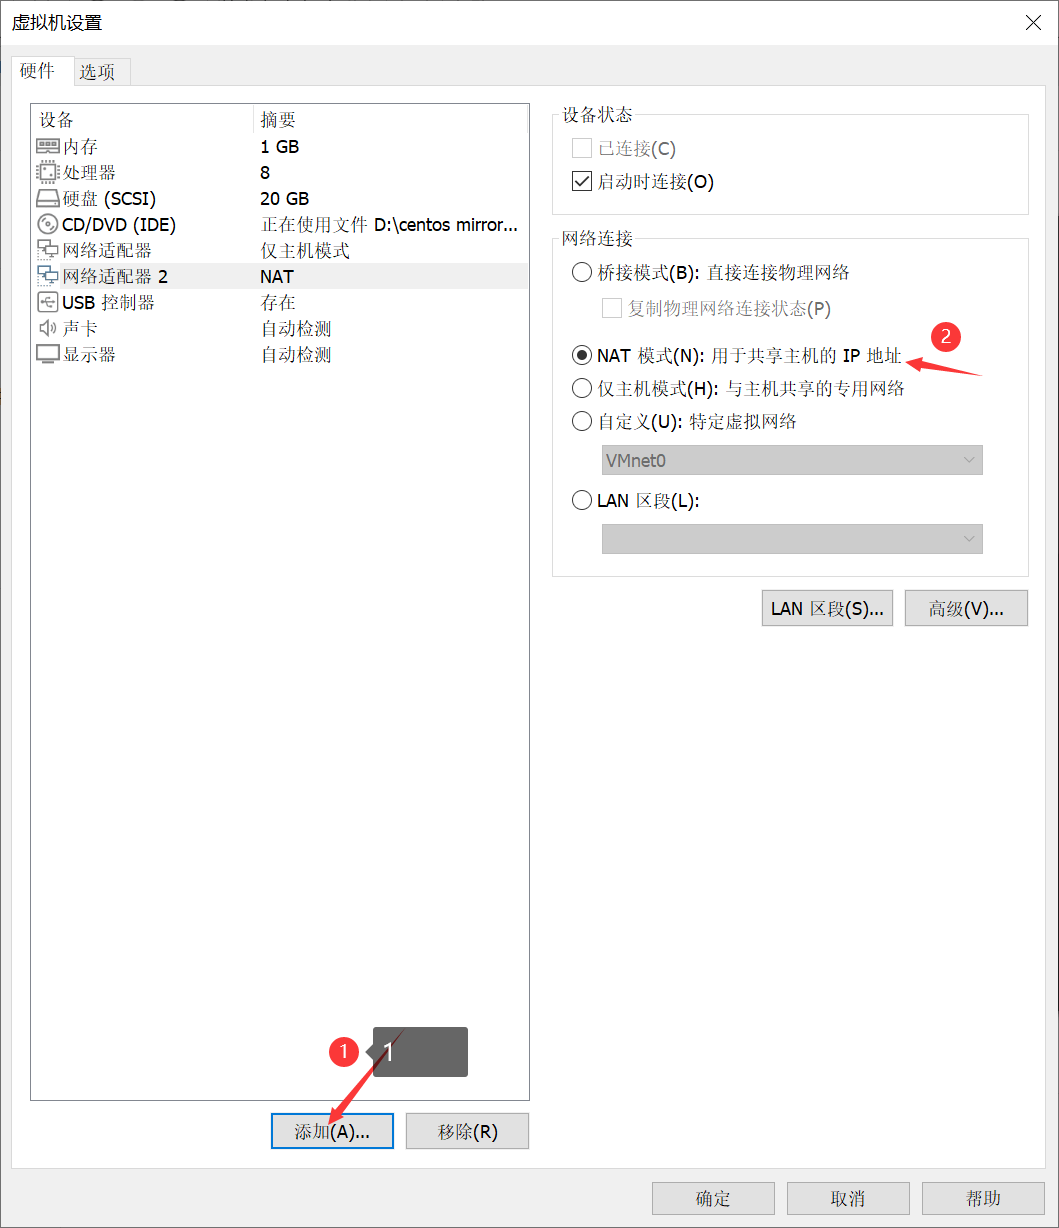 虚拟机设置
硬件 选项
设备 摘要
内存 1 GB
处理器 8
硬盘 (SCSI) 20 GB
CD/DVD (IDE) 正在使用文件 D:\centos mirror...
网络适配器 仅主机模式
网络适配器 2 NAT
USB 控制器 存在
声卡 自动检测
显示器 自动检测
1 1
添加(A)... 移除(R)
设备状态
已连接(C)
启动时连接(O)
网络连接
桥接模式(B): 直接连接物理网络
复制物理网络连接状态(P)
2
NAT 模式(N): 用于共享主机的 IP 地址
仅主机模式(H): 与主机共享的专用网络
自定义(U): 特定虚拟网络
VMnet0
LAN 区段(L):
LAN 区段(S)... 高级(V)...
确定 取消 帮助